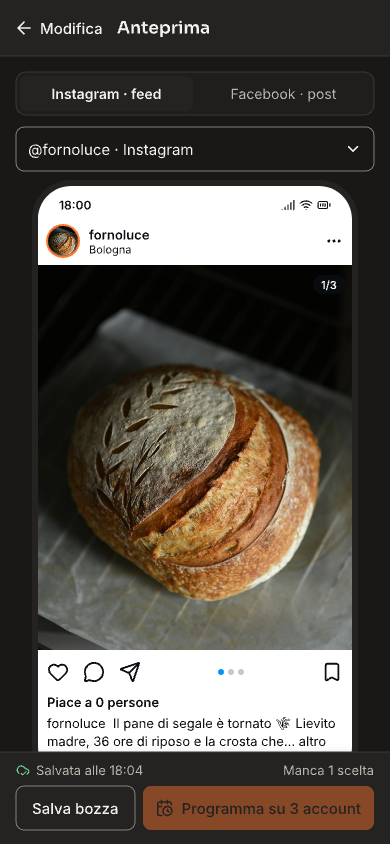 Modifica Anteprima
Instagram · feed Facebook · post
@fornoluce · Instagram
18:00
fornoluce
Bologna
1/3
Piace a 0 persone
fornoluce Il pane di segale è tornato 🌾 Lievito
madre, 36 ore di riposo e la crosta che... altro
Salvata alle 18:04 Manca 1 scelta
Salva bozza Programma su 3 account